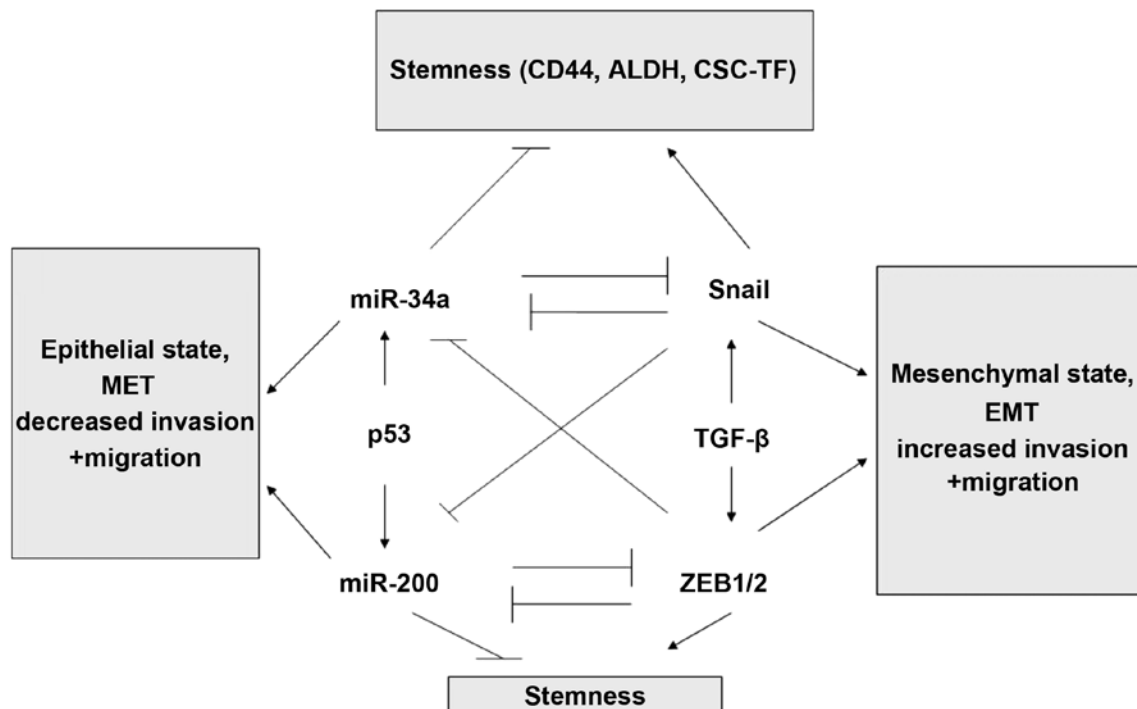 Stemness (CD44, ALDH, CSC-TF)
miR-34a
Snail
Epithelial state,
MET
decreased invasion
+migration
Mesenchymal state,
EMT
increased invasion
+migration
p53
TGF-β
miR-200
ZEB1/2
Stemness